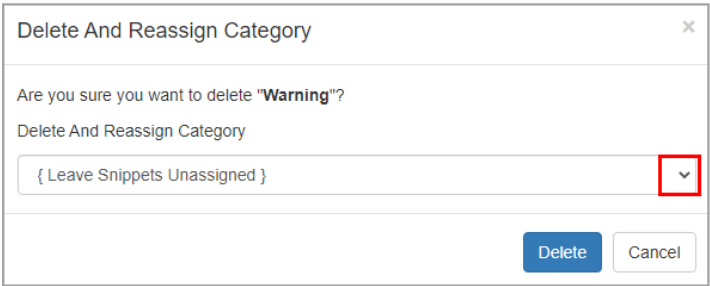 Delete And Reassign Category
×
Are you sure you want to delete "Warning"?
Delete And Reassign Category
{ Leave Snippets Unassigned }
Delete Cancel